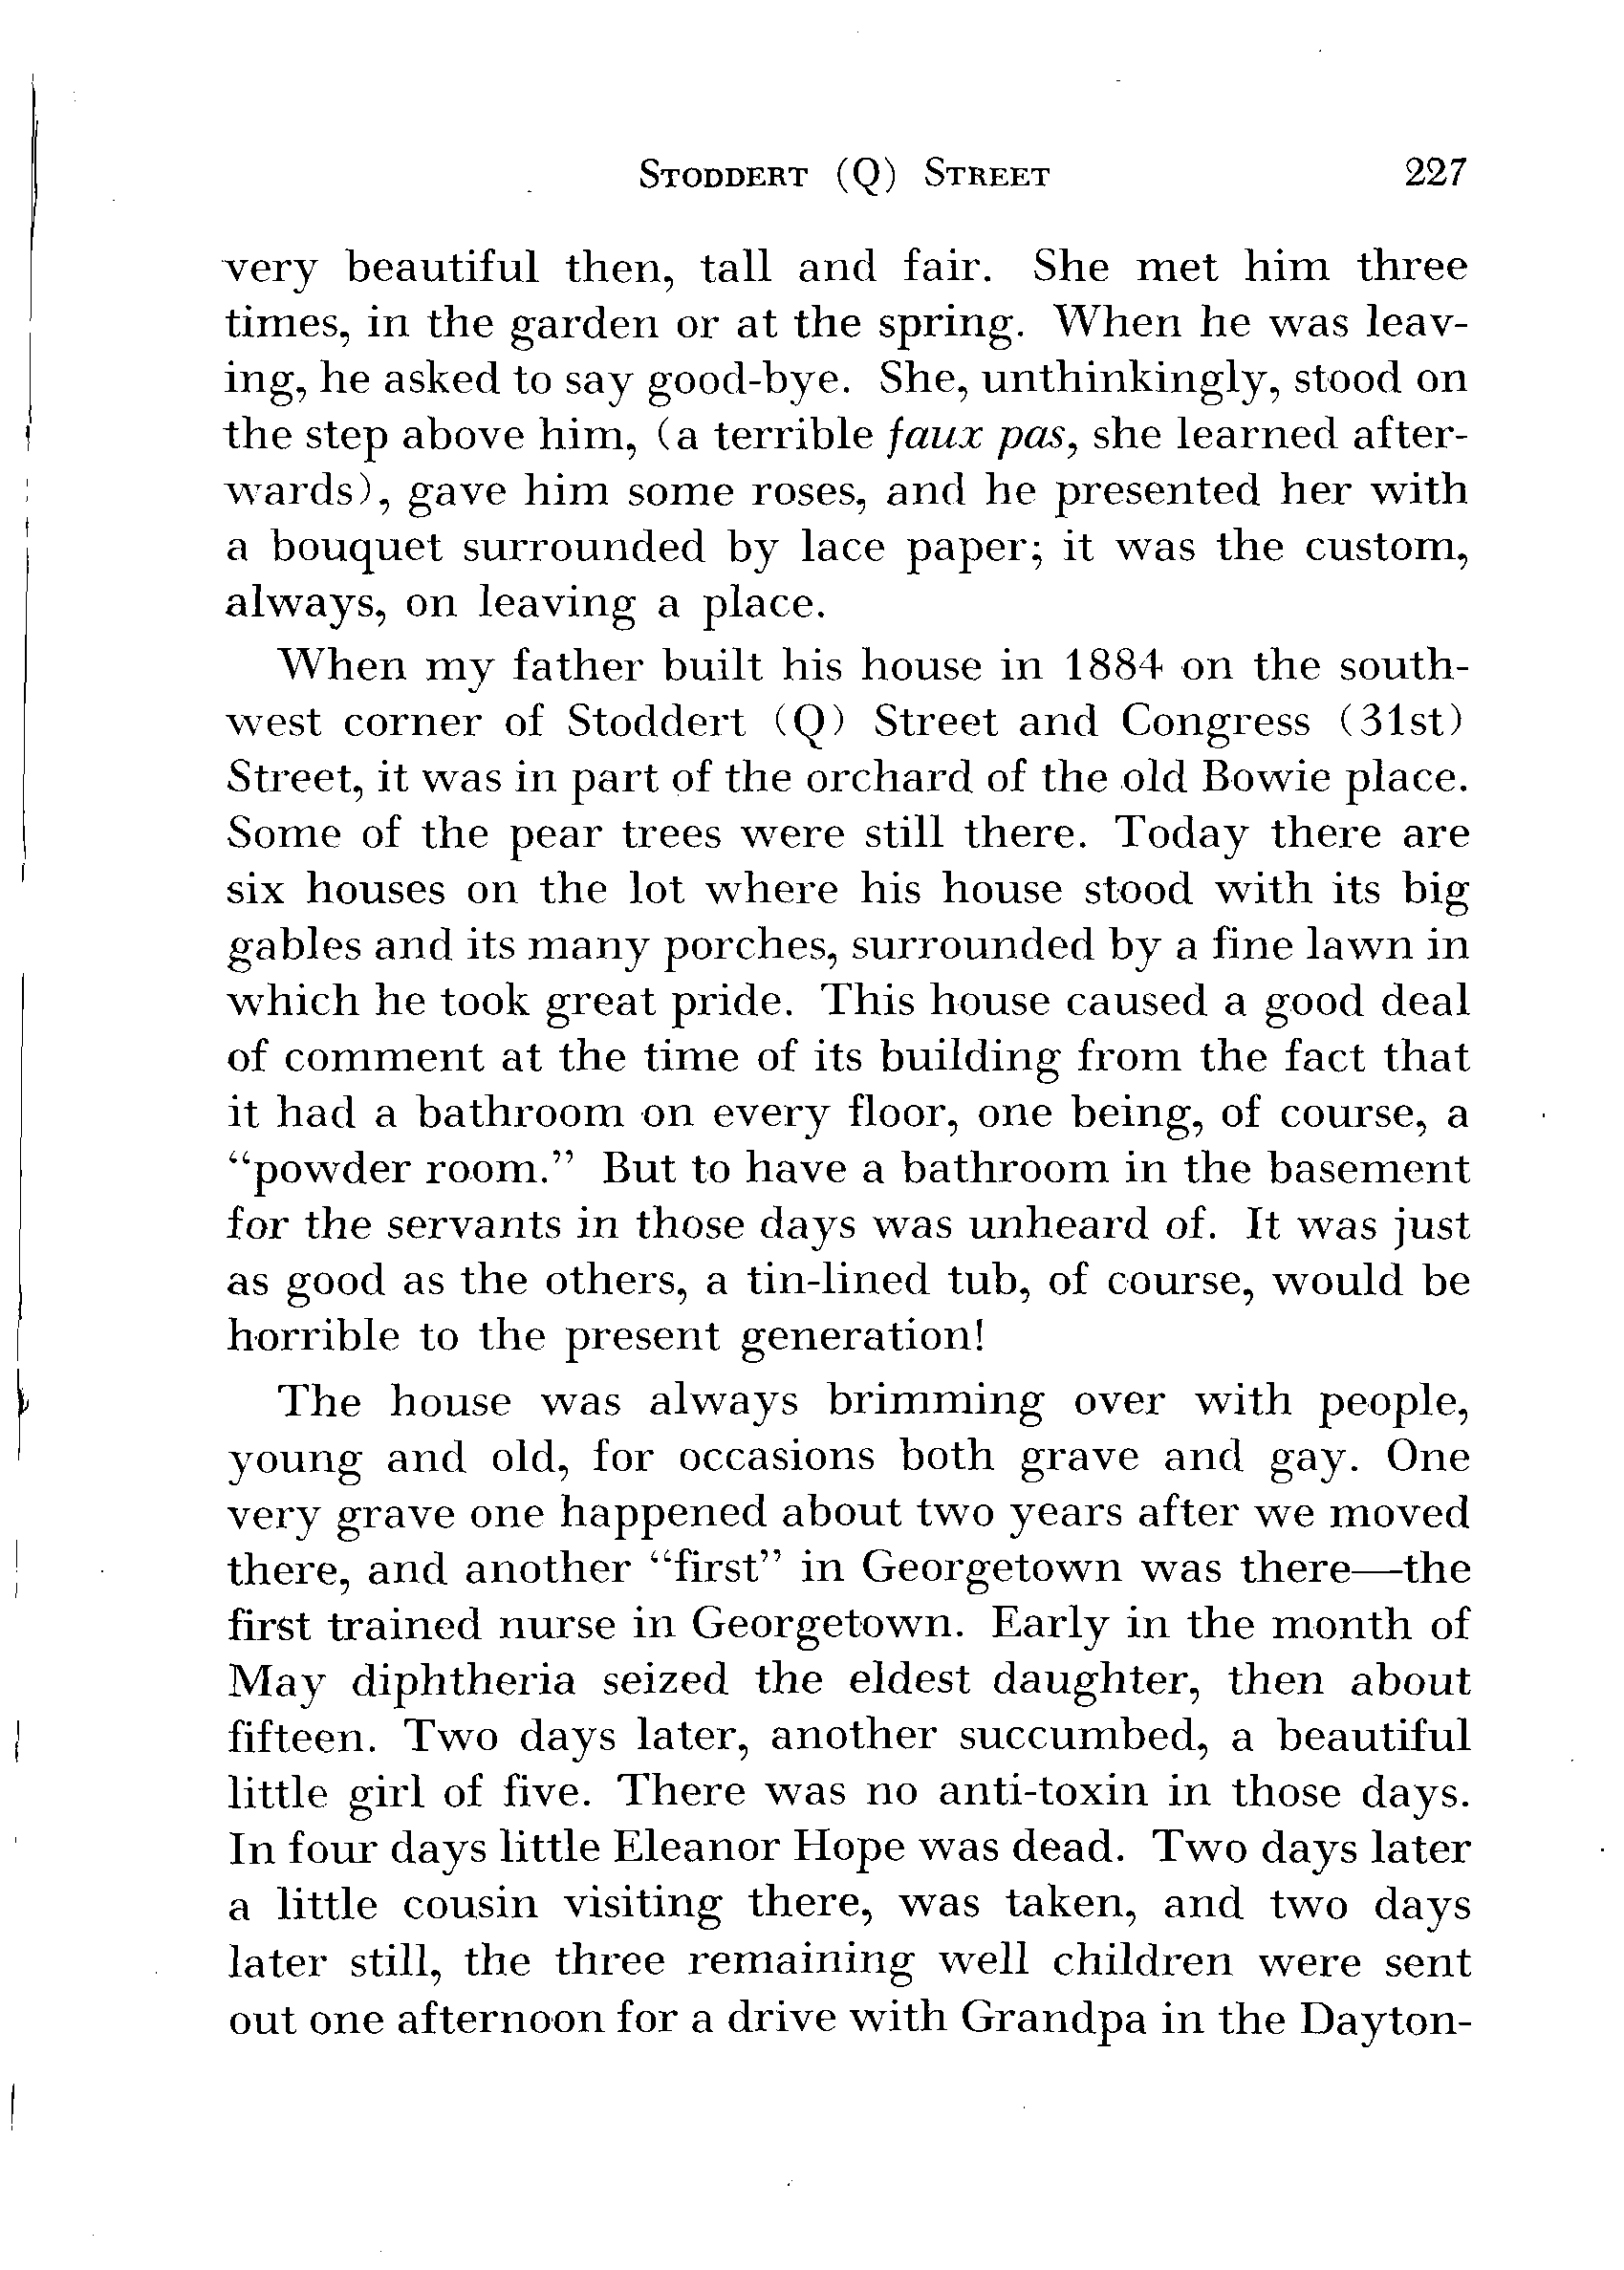 STODDERT (Q) STREET 227
very beautiful then, tall and fair. She met him three
times, in the garden or at the spring. When he was leav-
ing, he asked to say good-bye. She, unthinkingly, stood on
the step above him, (a terrible faux pas, she learned after-
wards), gave him some roses, and he presented her with
a bouquet surrounded by lace paper; it was the custom,
always, on leaving a place.
When my father built his house in 1884 on the south-
west corner of Stoddert (Q) Street and Congress (31st)
Street, it was in part of the orchard of the old Bowie place.
Some of the pear trees were still there. Today there are
six houses on the lot where his house stood with its big
gables and its many porches, surrounded by a fine lawn in
which he took great pride. This house caused a good deal
of comment at the time of its building from the fact that
it had a bathroom on every floor, one being, of course, a
“powder room.” But to have a bathroom in the basement
for the servants in those days was unheard of. It was just
as good as the others, a tin-lined tub, of course, would be
horrible to the present generation!
The house was always brimming over with people,
young and old, for occasions both grave and gay. One
very grave one happened about two years after we moved
there, and another “first” in Georgetown was there—the
first trained nurse in Georgetown. Early in the month of
May diphtheria seized the eldest daughter, then about
fifteen. Two days later, another succumbed, a beautiful
little girl of five. There was no anti-toxin in those days.
In four days little Eleanor Hope was dead. Two days later
a little cousin visiting there, was taken, and two days
later still, the three remaining well children were sent
out one afternoon for a drive with Grandpa in the Dayton-